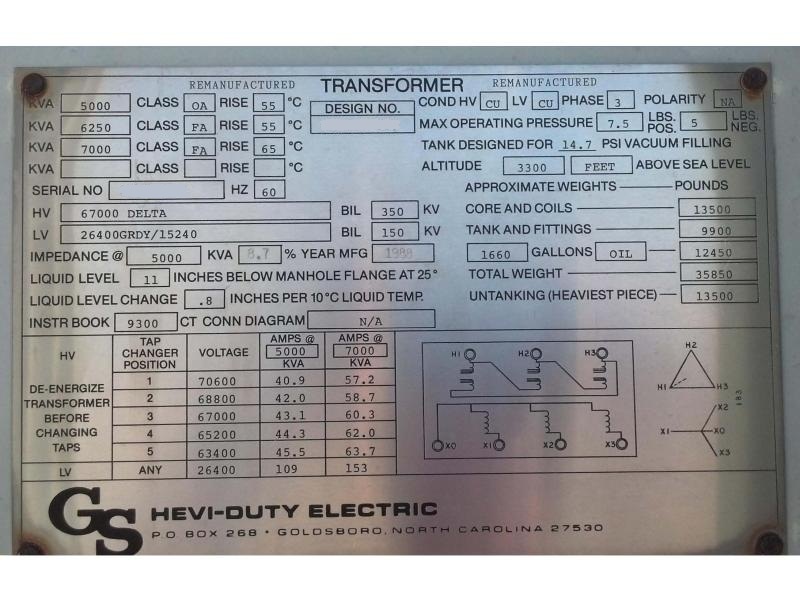 REMANUFACTURED TRANSFORMER REMANUFACTURED
KVA 5000 CLASS OA RISE 55 °C
KVA 6250 CLASS FA RISE 55 °C
KVA 7000 CLASS FA RISE 65 °C
KVA CLASS RISE °C
DESIGN NO.
COND HV CU LV CU PHASE 3 POLARITY NA
MAX OPERATING PRESSURE 7.5 LBS. POS. 5 LBS. NEG.
TANK DESIGNED FOR 14.7 PSI VACUUM FILLING
ALTITUDE 3300 FEET ABOVE SEA LEVEL
SERIAL NO HZ 60
HV 67000 DELTA BIL 350 KV
LV 26400GRDY/15240 BIL 150 KV
IMPEDANCE @ 5000 KVA 8.7 % YEAR MFG 1988
LIQUID LEVEL 11 INCHES BELOW MANHOLE FLANGE AT 25°
LIQUID LEVEL CHANGE .8 INCHES PER 10°C LIQUID TEMP.
INSTR BOOK 9300 CT CONN DIAGRAM N/A
APPROXIMATE WEIGHTS POUNDS
CORE AND COILS 13500
TANK AND FITTINGS 9900
1660 GALLONS OIL 12450
TOTAL WEIGHT 35850
UNTANKING (HEAVIEST PIECE) 13500
HV TAP CHANGER POSITION VOLTAGE AMPS @ 5000 KVA AMPS @ 7000 KVA
DE-ENERGIZE TRANSFORMER BEFORE CHANGING TAPS
1 70600 40.9 57.2
2 68800 42.0 58.7
3 67000 43.1 60.3
4 65200 44.3 62.0
5 63400 45.5 63.7
LV ANY 26400 109 153
H1 H2 H3
X0 X1 X2 X3
H2
H1 H3
X2
X1 X0
X3
183
GS HEVI-DUTY ELECTRIC
P.O. BOX 268 • GOLDSBORO, NORTH CAROLINA 27530